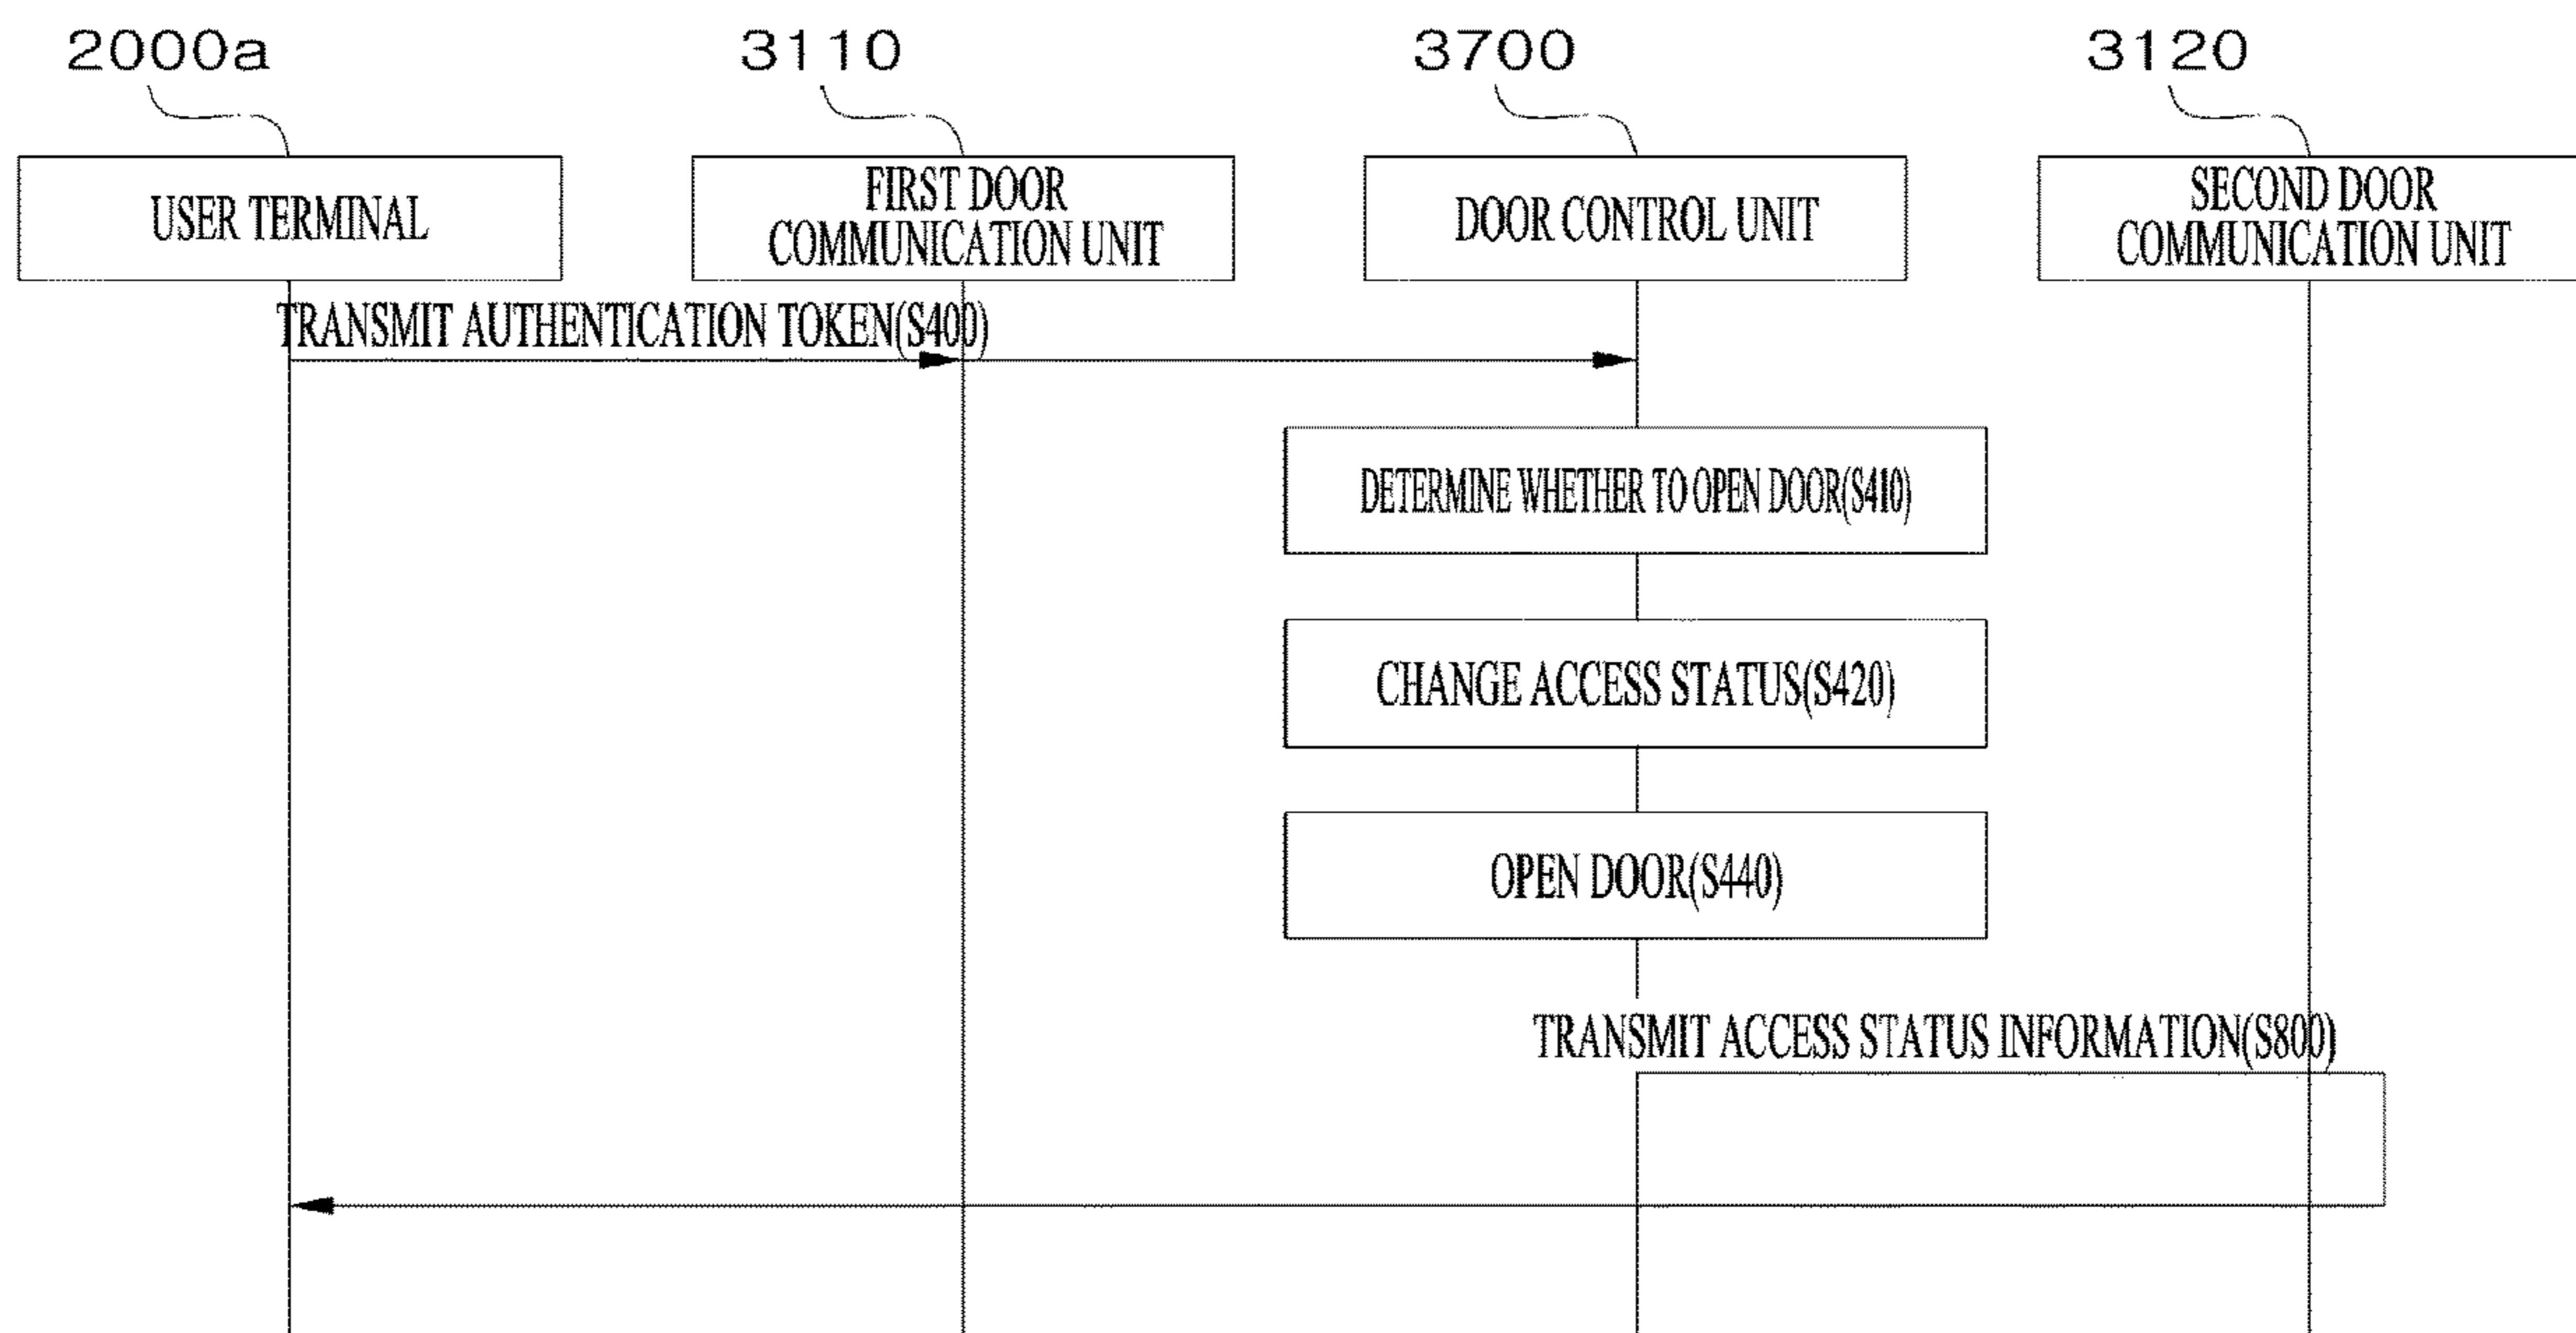 2000a
3110
3700
3120
USER TERMINAL
FIRST DOOR
COMMUNICATION UNIT
DOOR CONTROL UNIT
SECOND DOOR
COMMUNICATION UNIT
TRANSMIT AUTHENTICATION TOKEN(S400)
DETERMINE WHETHER TO OPEN DOOR(S410)
CHANGE ACCESS STATUS(S420)
OPEN DOOR(S440)
TRANSMIT ACCESS STATUS INFORMATION(S800)